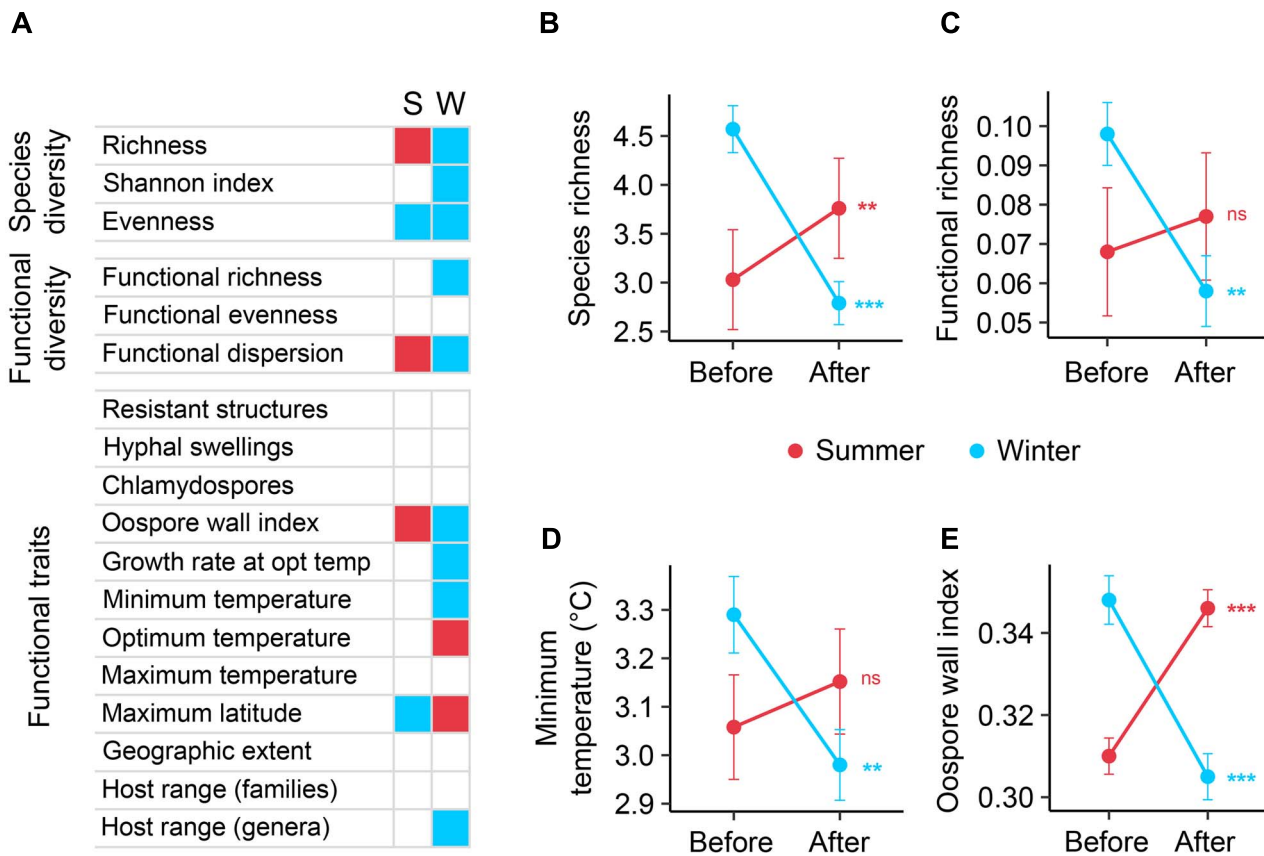 A
S W
Species
diversity
Richness
Shannon index
Evenness
Functional
diversity
Functional richness
Functional evenness
Functional dispersion
Functional traits
Resistant structures
Hyphal swellings
Chlamydospores
Oospore wall index
Growth rate at opt temp
Minimum temperature
Optimum temperature
Maximum temperature
Maximum latitude
Geographic extent
Host range (families)
Host range (genera)
B
Species richness
4.5
4.0
3.5
3.0
2.5
**
***
Before After
C
Functional richness
0.10
0.09
0.08
0.07
0.06
0.05
ns
**
Before After
Summer Winter
D
Minimum
temperature (°C)
3.3
3.2
3.1
3.0
2.9
ns
**
Before After
E
Oospore wall index
0.34
0.32
0.30
***
***
Before After